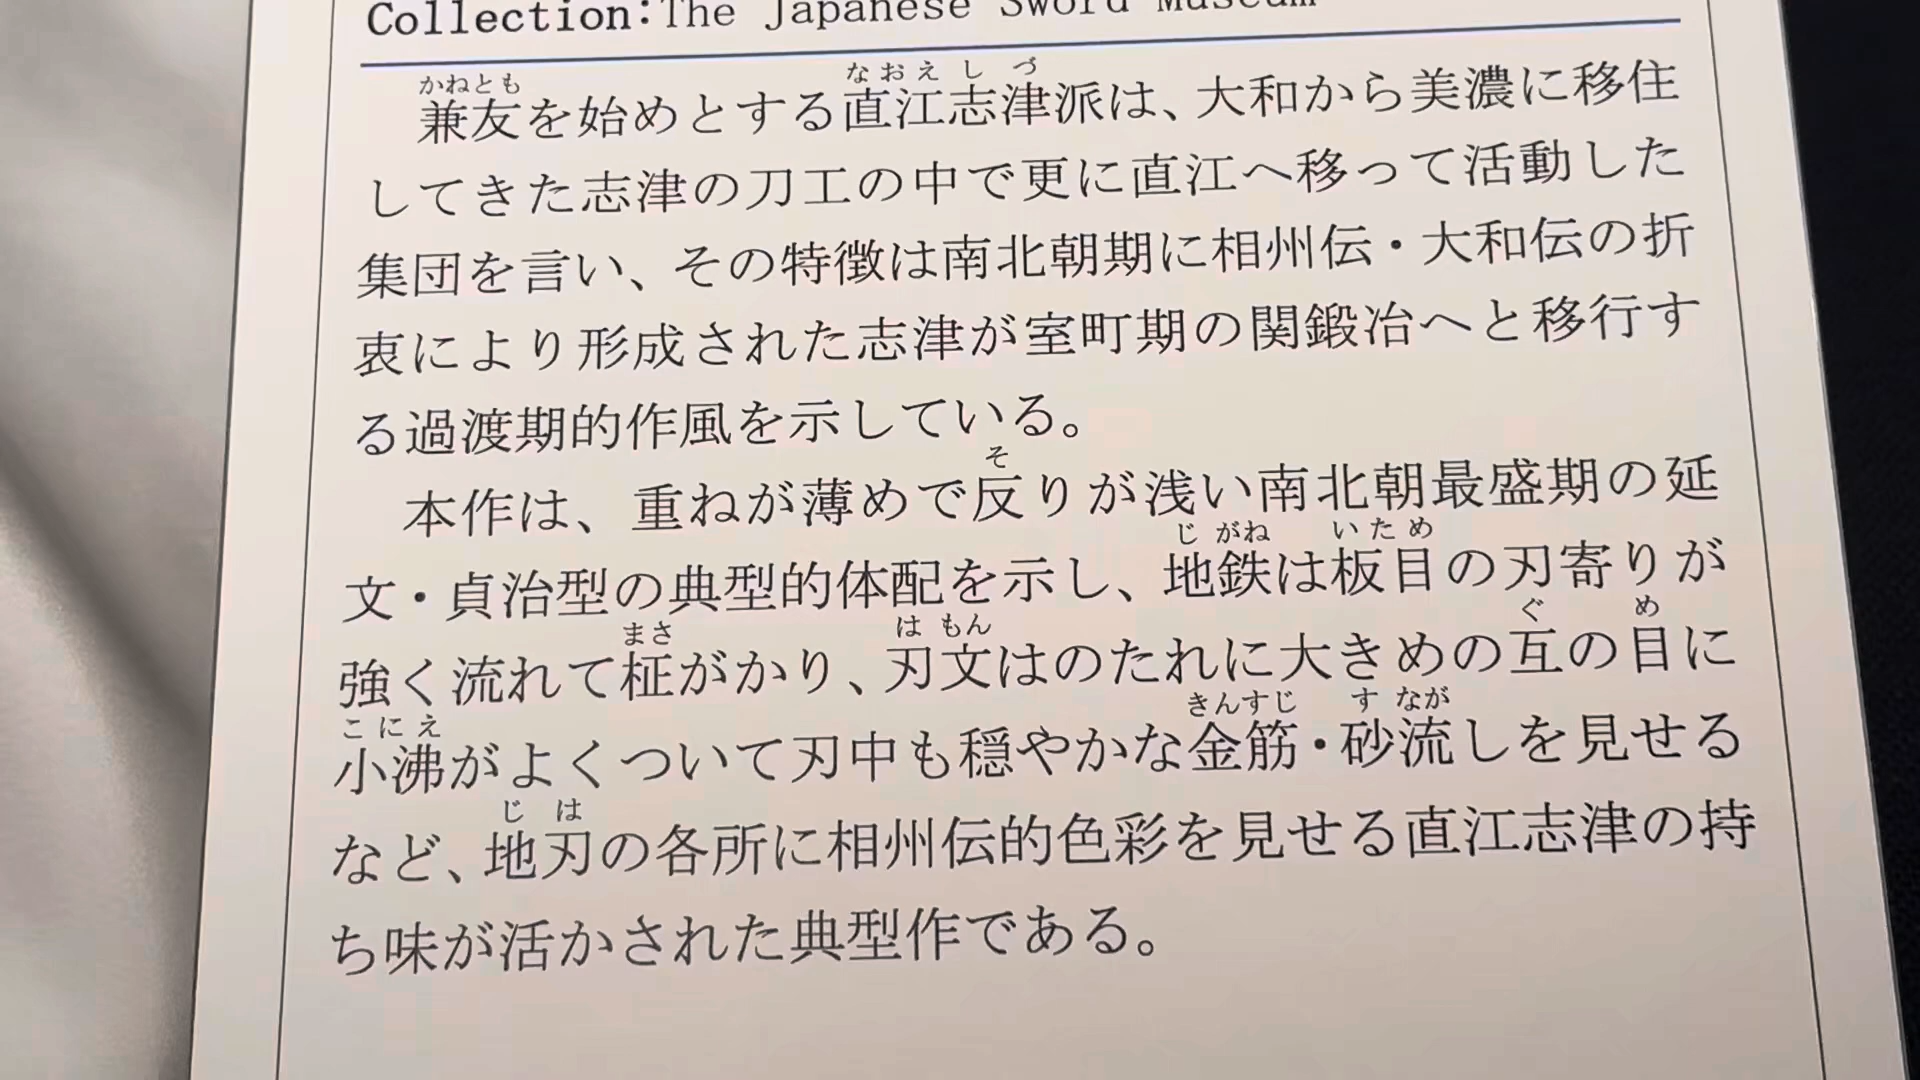 Collection:The Japanese Sword Museum
兼友を始めとする直江志津派は、大和から美濃に移住
してきた志津の刀工の中で更に直江へ移って活動した
集団を言い、その特徴は南北朝期に相州伝・大和伝の折
衷により形成された志津が室町期の関鍛冶へと移行す
る過渡期的作風を示している。
本作は、重ねが薄めで反りが浅い南北朝最盛期の延
文・貞治型の典型的体配を示し、地鉄は板目の刃寄りが
強く流れて柾がかり、刃文はのたれに大きめの互の目に
小沸がよくついて刃中も穏やかな金筋・砂流しを見せる
など、地刃の各所に相州伝的色彩を見せる直江志津の持
ち味が活かされた典型作である。